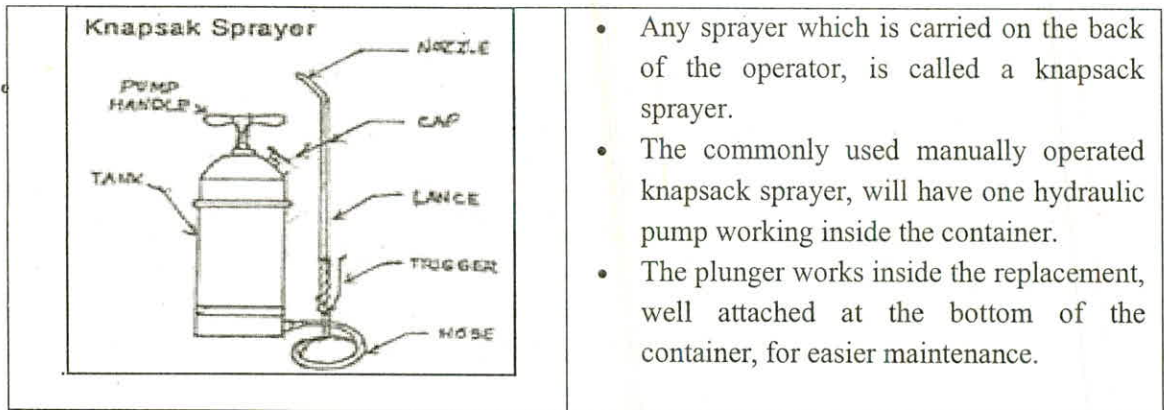 Knapsak Sprayer
NOZZLE
PUMP
HANDLE
CAP
TANK
LANCE
TRIGGER
HOSE
• Any sprayer which is carried on the back
of the operator, is called a knapsack
sprayer.
• The commonly used manually operated
knapsack sprayer, will have one hydraulic
pump working inside the container.
• The plunger works inside the replacement,
well attached at the bottom of the
container, for easier maintenance.